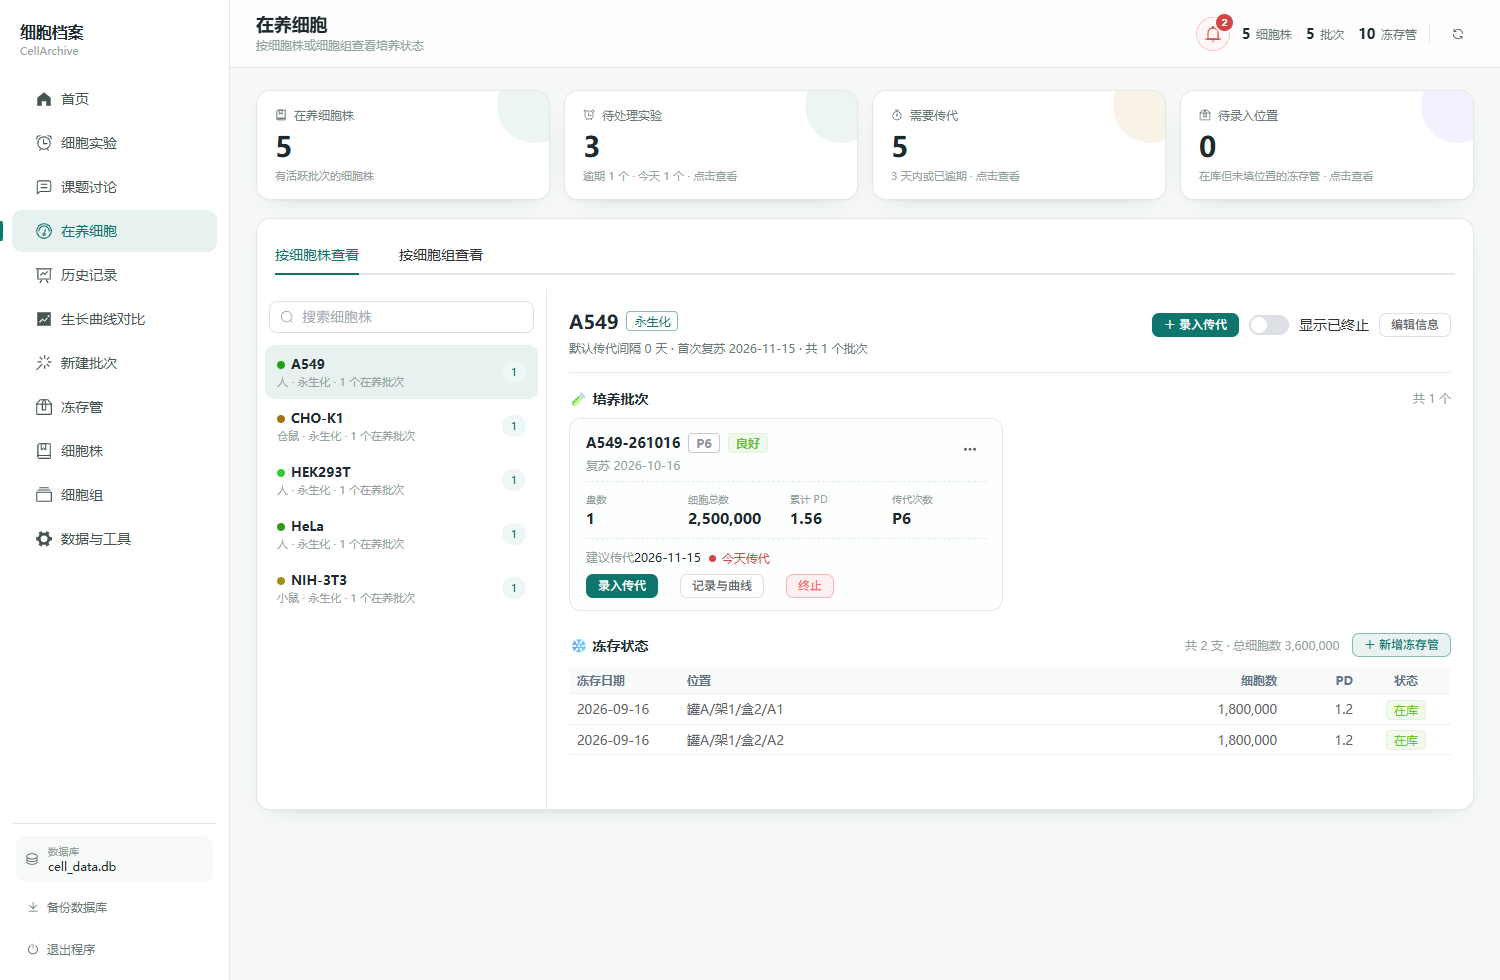 细胞档案
CellArchive
首页
细胞实验
课题讨论
在养细胞
历史记录
生长曲线对比
新建批次
冻存管
细胞株
细胞组
数据与工具
数据库
cell_data.db
备份数据库
退出程序
在养细胞
按细胞株或细胞组查看培养状态
2
5 细胞株 5 批次 10 冻存管
在养细胞株
5
有活跃批次的细胞株
待处理实验
3
逾期 1 个 · 今天 1 个 · 点击查看
需要传代
5
3 天内或已逾期 · 点击查看
待录入位置
0
在库但未填位置的冻存管 · 点击查看
按细胞株查看 按细胞组查看
搜索细胞株
A549
人 · 永生化 · 1 个在养批次
1
CHO-K1
仓鼠 · 永生化 · 1 个在养批次
1
HEK293T
人 · 永生化 · 1 个在养批次
1
HeLa
人 · 永生化 · 1 个在养批次
1
NIH-3T3
小鼠 · 永生化 · 1 个在养批次
1
A549 永生化
默认传代间隔 0 天 · 首次复苏 2026-11-15 · 共 1 个批次
+ 录入传代 显示已终止 编辑信息
培养批次 共 1 个
A549-261016 P6 良好
复苏 2026-10-16
盘数 细胞总数 累计 PD 传代次数
1 2,500,000 1.56 P6
建议传代2026-11-15 今天传代
录入传代 记录与曲线 终止
冻存状态 共 2 支 · 总细胞数 3,600,000 + 新增冻存管
冻存日期 位置 细胞数 PD 状态
2026-09-16 罐A/架1/盒2/A1 1,800,000 1.2 在库
2026-09-16 罐A/架1/盒2/A2 1,800,000 1.2 在库